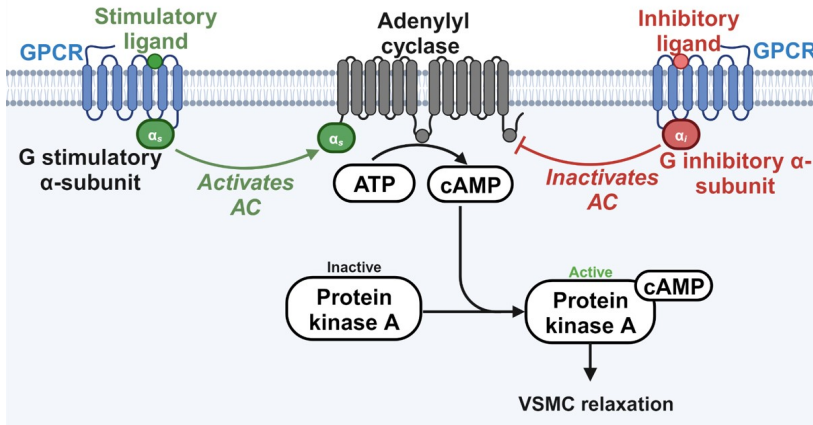 Stimulatory
ligand
GPCR
Adenylyl
cyclase
Inhibitory
ligand
GPCR
αs
G stimulatory
α-subunit
Activates
AC
αs
ATP
cAMP
Inactivates
AC
αi
G inhibitory α-
subunit
Inactive
Protein
kinase A
Active
Protein
kinase A
cAMP
VSMC relaxation